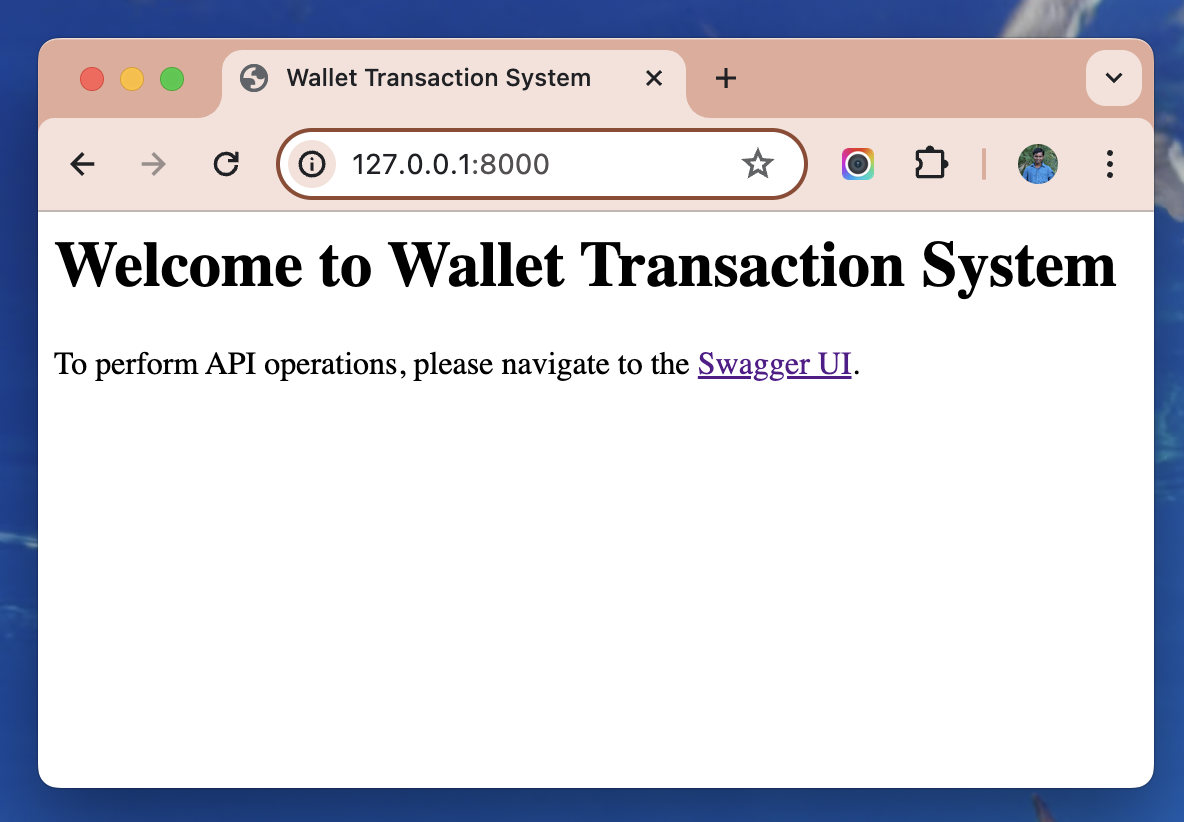 Wallet Transaction System
127.0.0.1:8000
Welcome to Wallet Transaction System
To perform API operations, please navigate to the Swagger UI.